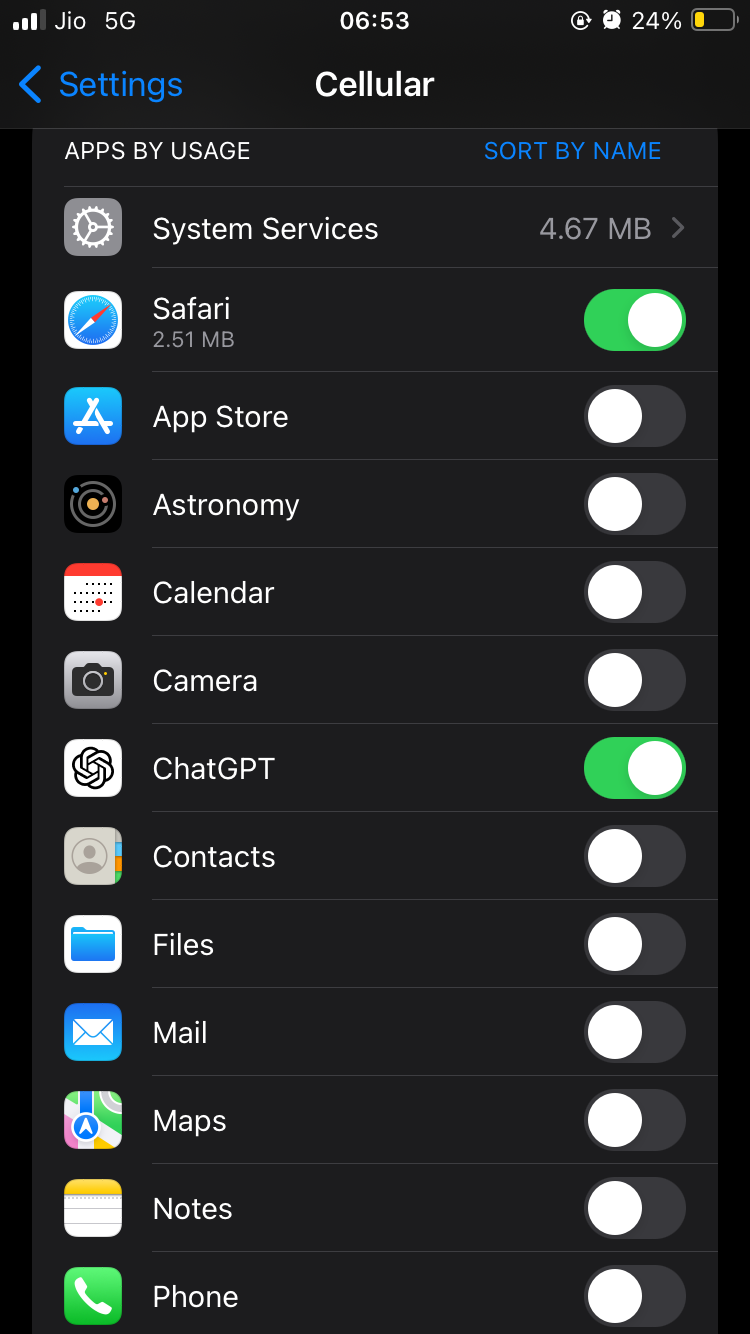 Jio 5G 06:53 24%
Settings Cellular
APPS BY USAGE SORT BY NAME
System Services 4.67 MB
Safari
2.51 MB
App Store
Astronomy
Calendar
Camera
ChatGPT
Contacts
Files
Mail
Maps
Notes
Phone